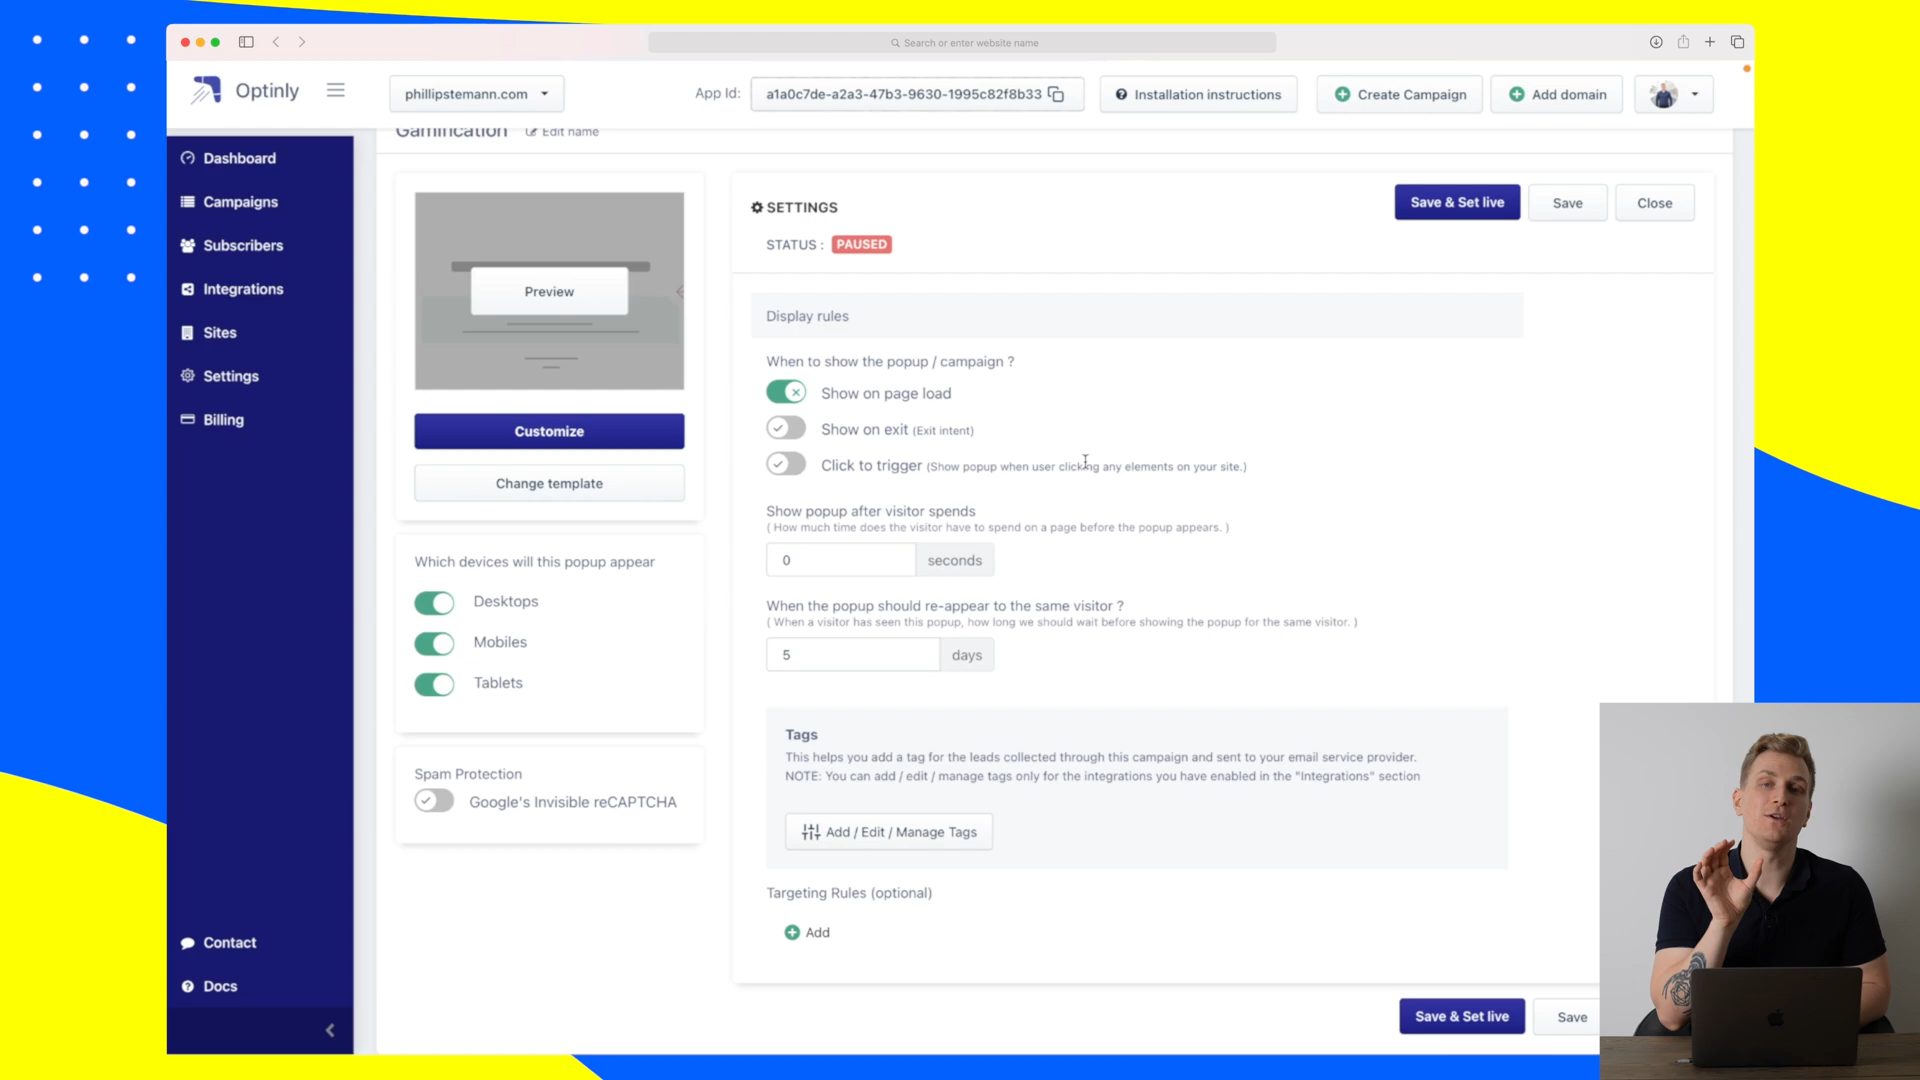 Search or enter website name
Optinly
phillipstemann.com
App Id:
a1a0c7de-a2a3-47b3-9630-1995c82f8b33
Installation instructions
Create Campaign
Add domain
Gamification
Edit name
Dashboard
Campaigns
Subscribers
Integrations
Sites
Settings
Billing
Contact
Docs
Preview
Customize
Change template
Which devices will this popup appear
Desktops
Mobiles
Tablets
Spam Protection
Google's Invisible reCAPTCHA
SETTINGS
Save & Set live
Save
Close
STATUS : PAUSED
Display rules
When to show the popup / campaign ?
Show on page load
Show on exit (Exit intent)
Click to trigger (Show popup when user clicking any elements on your site.)
Show popup after visitor spends
( How much time does the visitor have to spend on a page before the popup appears. )
0 seconds
When the popup should re-appear to the same visitor ?
( When a visitor has seen this popup, how long we should wait before showing the popup for the same visitor. )
5 days
Tags
This helps you add a tag for the leads collected through this campaign and sent to your email service provider.
NOTE: You can add / edit / manage tags only for the integrations you have enabled in the "Integrations" section
Add / Edit / Manage Tags
Targeting Rules (optional)
Add
Save & Set live
Save